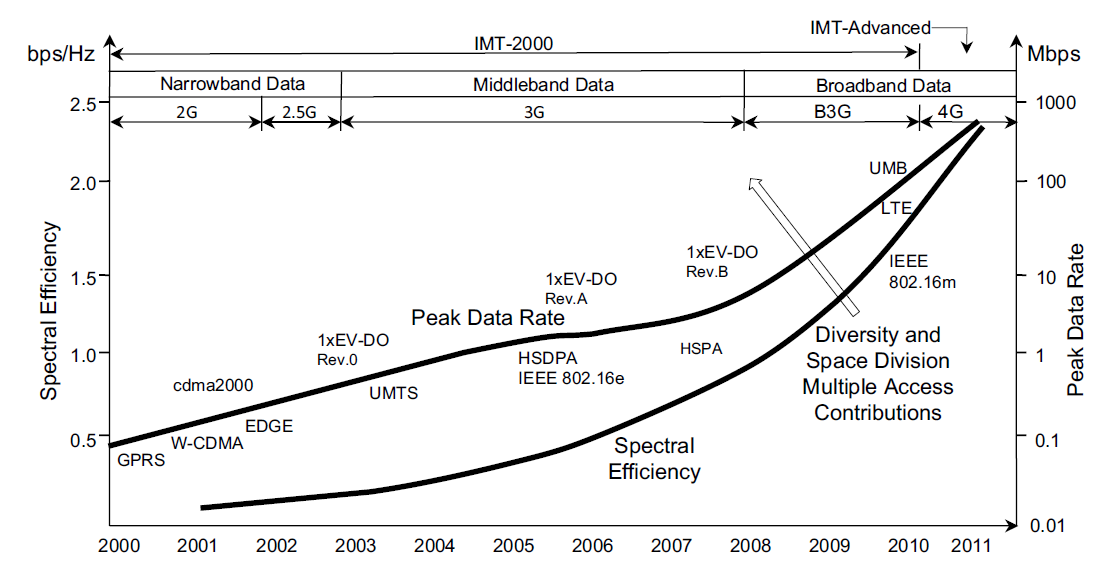 IMT-Advanced
bps/Hz
IMT-2000
Mbps
Narrowband Data
Middleband Data
Broadband Data
2G
2.5G
3G
B3G
4G
2.5
2.0
1.5
1.0
0.5
Spectral Efficiency
1000
100
10
1
0.1
0.01
Peak Data Rate
UMB
LTE
IEEE
802.16m
1xEV-DO
Rev.B
1xEV-DO
Rev.A
Peak Data Rate
1xEV-DO
Rev.0
HSDPA
IEEE 802.16e
HSPA
Diversity and
Space Division
Multiple Access
Contributions
cdma2000
UMTS
EDGE
W-CDMA
GPRS
Spectral
Efficiency
2000 2001 2002 2003 2004 2005 2006 2007 2008 2009 2010 2011